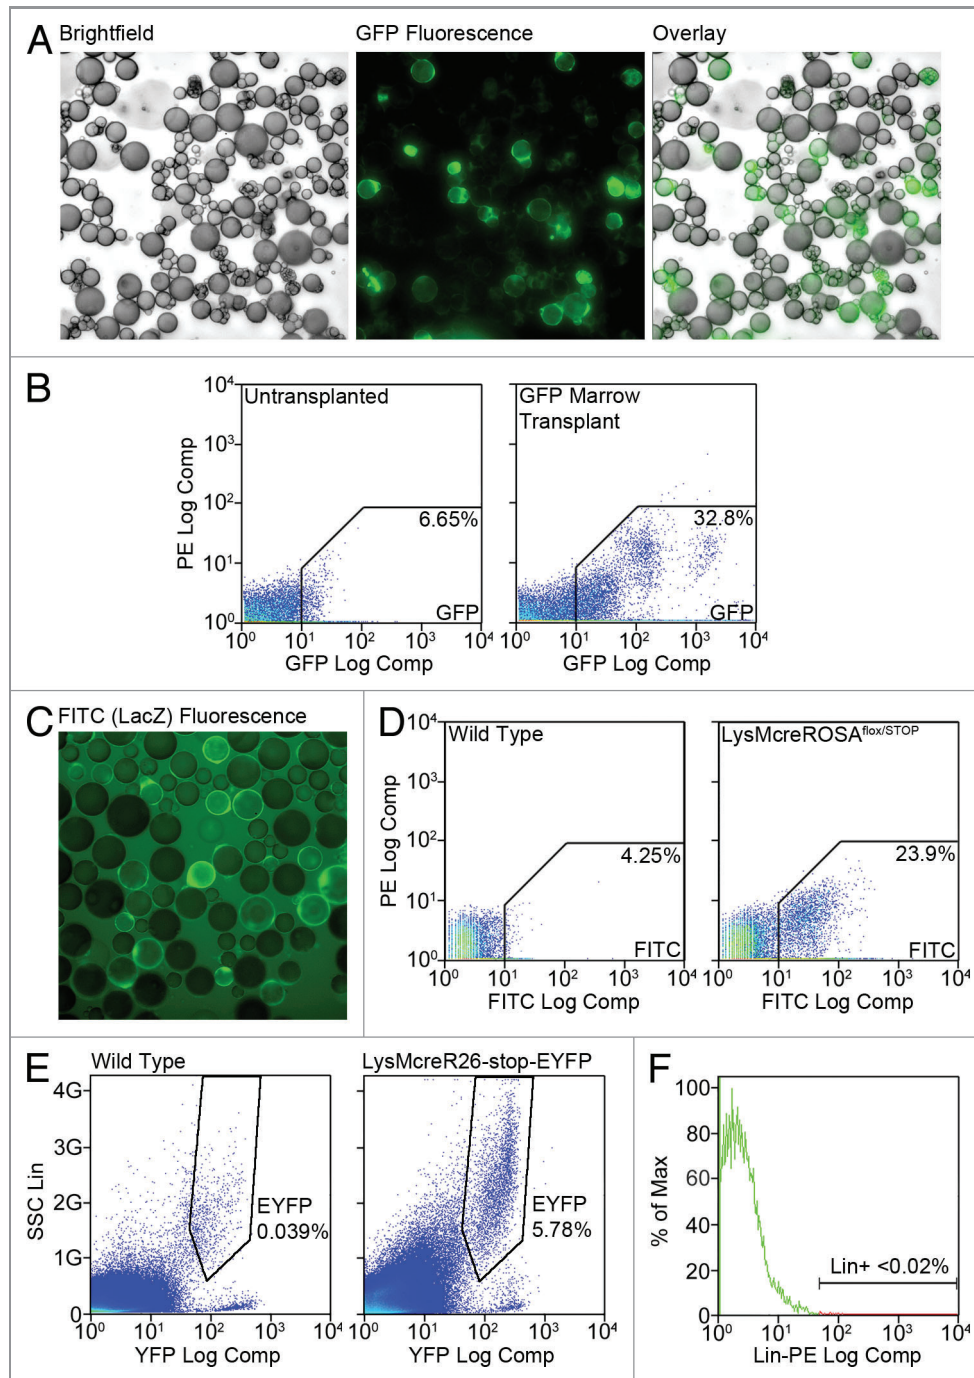 A
Brightfield
GFP Fluorescence
Overlay
B
PE Log Comp
10⁴
10³
10²
10¹
10⁰
Untransplanted
6.65%
GFP
10⁰ 10¹ 10² 10³ 10⁴
GFP Log Comp
GFP Marrow
Transplant
32.8%
GFP
10⁰ 10¹ 10² 10³ 10⁴
GFP Log Comp
C
FITC (LacZ) Fluorescence
D
PE Log Comp
10⁴
10³
10²
10¹
10⁰
Wild Type
4.25%
FITC
10⁰ 10¹ 10² 10³ 10⁴
FITC Log Comp
LysMcreROSAflox/STOP
23.9%
FITC
10⁰ 10¹ 10² 10³ 10⁴
FITC Log Comp
E
Wild Type
SSC Lin
4G
3G
2G
1G
0
EYFP
0.039%
10⁰ 10¹ 10² 10³ 10⁴
YFP Log Comp
LysMcreR26-stop-EYFP
EYFP
5.78%
10⁰ 10¹ 10² 10³ 10⁴
YFP Log Comp
F
% of Max
100
80
60
40
20
0
Lin+ <0.02%
10⁰ 10¹ 10² 10³ 10⁴
Lin-PE Log Comp